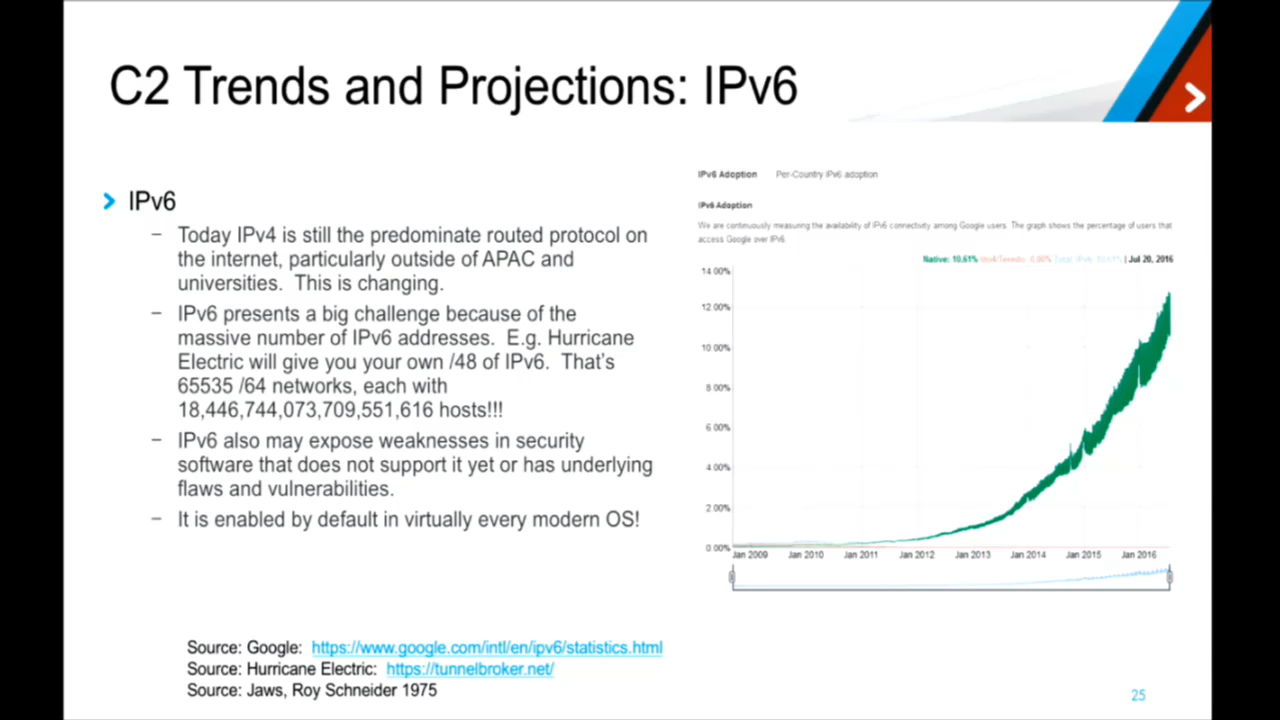 C2 Trends and Projections: IPv6
IPv6
– Today IPv4 is still the predominate routed protocol on
the internet, particularly outside of APAC and
universities. This is changing.
– IPv6 presents a big challenge because of the
massive number of IPv6 addresses. E.g. Hurricane
Electric will give you your own /48 of IPv6. That's
65535 /64 networks, each with
18,446,744,073,709,551,616 hosts!!!
– IPv6 also may expose weaknesses in security
software that does not support it yet or has underlying
flaws and vulnerabilities.
– It is enabled by default in virtually every modern OS!
IPv6 Adoption Per-Country IPv6 adoption
IPv6 Adoption
We are continuously measuring the availability of IPv6 connectivity among Google users. The graph shows the percentage of users that
access Google over IPv6.
Native: 10.61% 0.00% Total IPv6: 10.61% | Jul 20, 2016
14.00%
12.00%
10.00%
8.00%
6.00%
4.00%
2.00%
0.00%
Jan 2009 Jan 2010 Jan 2011 Jan 2012 Jan 2013 Jan 2014 Jan 2015 Jan 2016
Source: Google: https://www.google.com/intl/en/ipv6/statistics.html
Source: Hurricane Electric: https://tunnelbroker.net/
Source: Jaws, Roy Schneider 1975
25